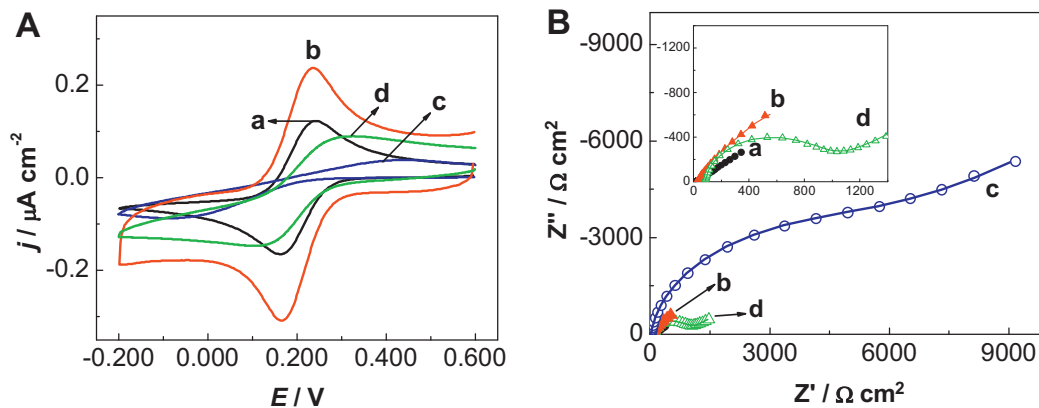 A
b
d
c
a
0.2
0.0
-0.2
j / μA cm⁻²
-0.200
0.000
0.200
0.400
0.600
E / V
B
-9000
-6000
-3000
0
Z'' / Ω cm²
0
3000
6000
9000
Z' / Ω cm²
c
b
d
-1200
-800
-400
0
0
400
800
1200
b
d
a